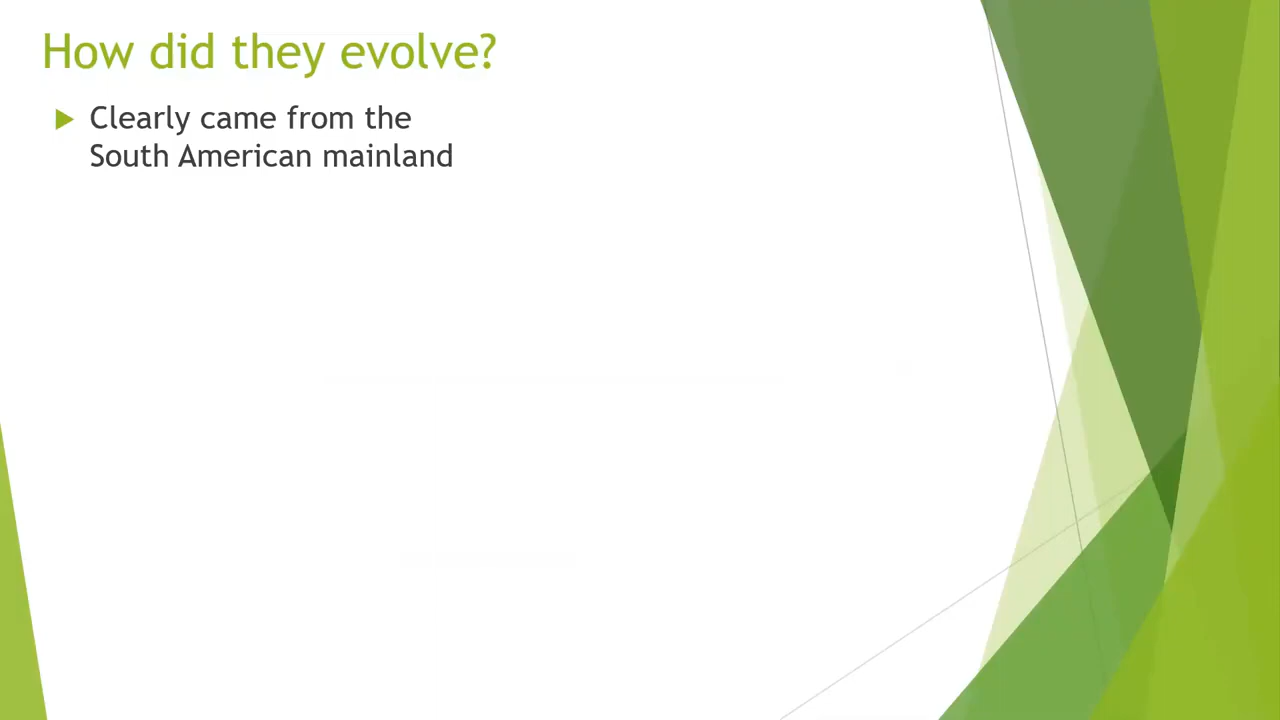 How did they evolve?
Clearly came from the
South American mainland